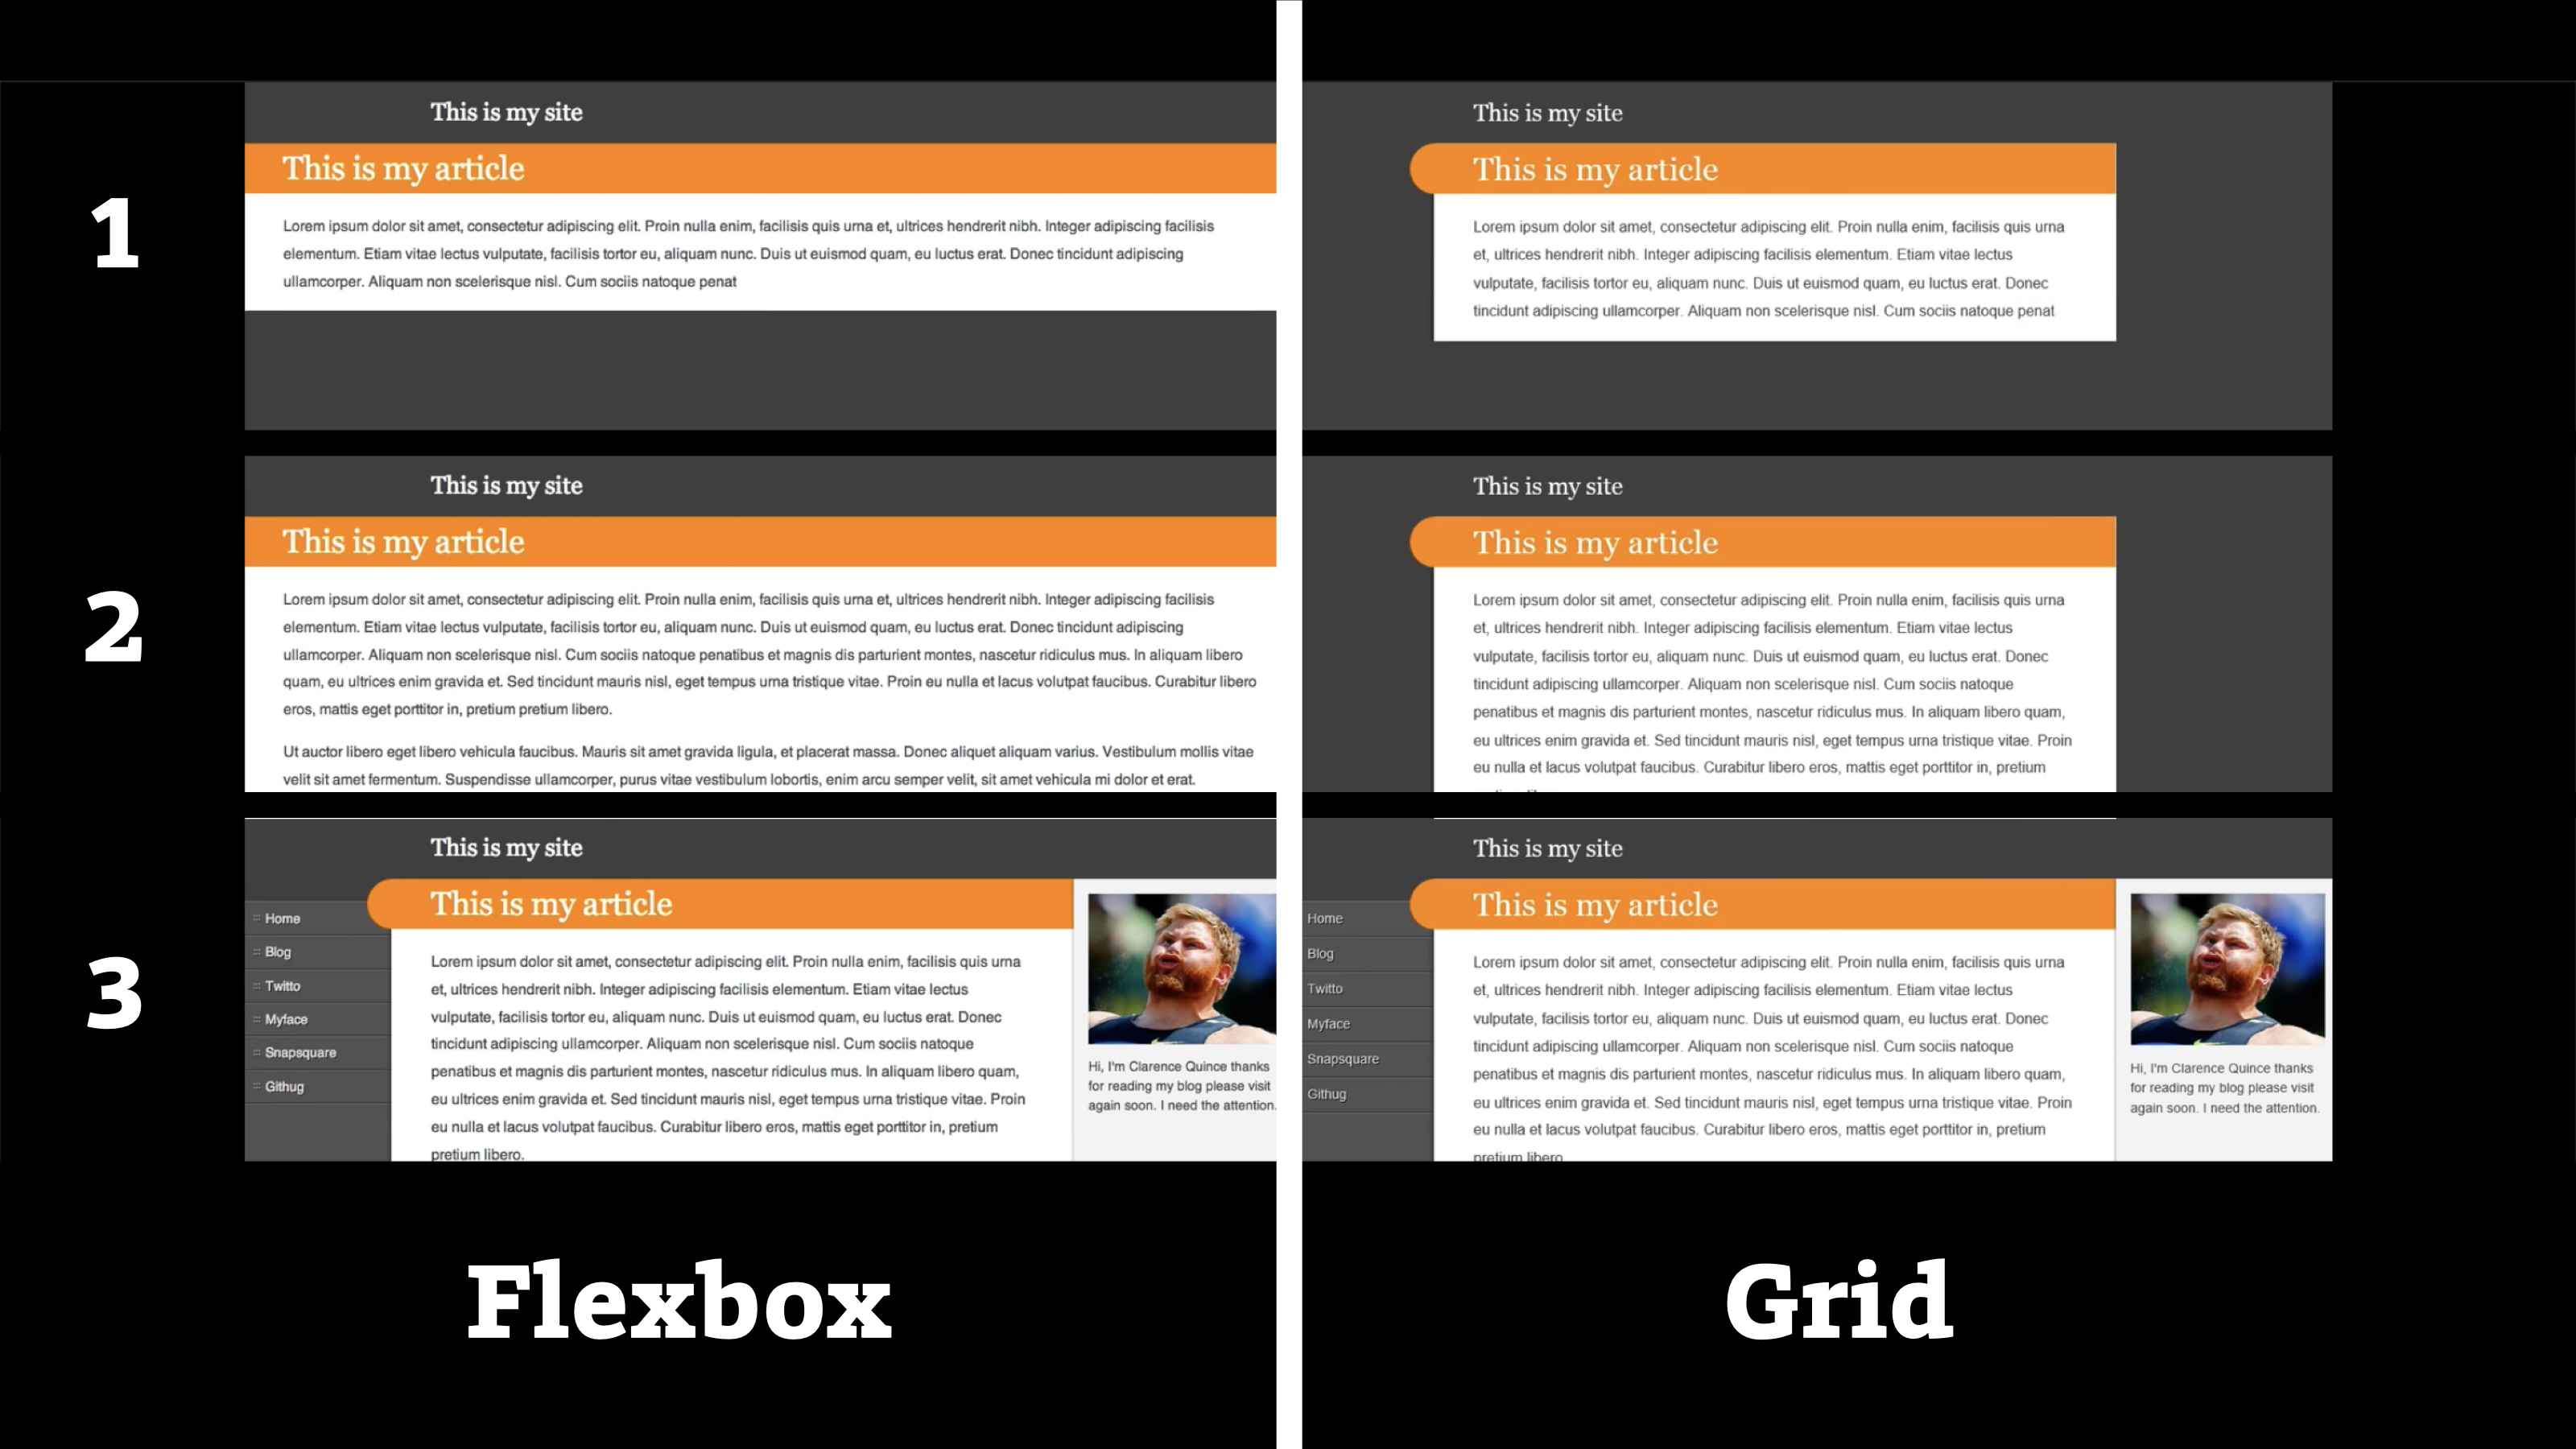 1
This is my site
This is my article
Lorem ipsum dolor sit amet, consectetur adipiscing elit. Proin nulla enim, facilisis quis urna et, ultrices hendrerit nibh. Integer adipiscing facilisis
elementum. Etiam vitae lectus vulputate, facilisis tortor eu, aliquam nunc. Duis ut euismod quam, eu luctus erat. Donec tincidunt adipiscing
ullamcorper. Aliquam non scelerisque nisl. Cum sociis natoque penat
This is my site
This is my article
Lorem ipsum dolor sit amet, consectetur adipiscing elit. Proin nulla enim, facilisis quis urna
et, ultrices hendrerit nibh. Integer adipiscing facilisis elementum. Etiam vitae lectus
vulputate, facilisis tortor eu, aliquam nunc. Duis ut euismod quam, eu luctus erat. Donec
tincidunt adipiscing ullamcorper. Aliquam non scelerisque nisl. Cum sociis natoque penat
2
This is my site
This is my article
Lorem ipsum dolor sit amet, consectetur adipiscing elit. Proin nulla enim, facilisis quis urna et, ultrices hendrerit nibh. Integer adipiscing facilisis
elementum. Etiam vitae lectus vulputate, facilisis tortor eu, aliquam nunc. Duis ut euismod quam, eu luctus erat. Donec tincidunt adipiscing
ullamcorper. Aliquam non scelerisque nisl. Cum sociis natoque penatibus et magnis dis parturient montes, nascetur ridiculus mus. In aliquam libero
quam, eu ultrices enim gravida et. Sed tincidunt mauris nisl, eget tempus urna tristique vitae. Proin eu nulla et lacus volutpat faucibus. Curabitur libero
eros, mattis eget porttitor in, pretium pretium libero.
Ut auctor libero eget libero vehicula faucibus. Mauris sit amet gravida ligula, et placerat massa. Donec aliquet aliquam varius. Vestibulum mollis vitae
velit sit amet fermentum. Suspendisse ullamcorper, purus vitae vestibulum lobortis, enim arcu semper velit, sit amet vehicula mi dolor et erat.
This is my site
This is my article
Lorem ipsum dolor sit amet, consectetur adipiscing elit. Proin nulla enim, facilisis quis urna
et, ultrices hendrerit nibh. Integer adipiscing facilisis elementum. Etiam vitae lectus
vulputate, facilisis tortor eu, aliquam nunc. Duis ut euismod quam, eu luctus erat. Donec
tincidunt adipiscing ullamcorper. Aliquam non scelerisque nisl. Cum sociis natoque
penatibus et magnis dis parturient montes, nascetur ridiculus mus. In aliquam libero quam,
eu ultrices enim gravida et. Sed tincidunt mauris nisl, eget tempus urna tristique vitae. Proin
eu nulla et lacus volutpat faucibus. Curabitur libero eros, mattis eget porttitor in, pretium
3
This is my site
This is my article
Home
Blog
Twitto
Myface
Snapsquare
Githug
Lorem ipsum dolor sit amet, consectetur adipiscing elit. Proin nulla enim, facilisis quis urna
et, ultrices hendrerit nibh. Integer adipiscing facilisis elementum. Etiam vitae lectus
vulputate, facilisis tortor eu, aliquam nunc. Duis ut euismod quam, eu luctus erat. Donec
tincidunt adipiscing ullamcorper. Aliquam non scelerisque nisl. Cum sociis natoque
penatibus et magnis dis parturient montes, nascetur ridiculus mus. In aliquam libero quam,
eu ultrices enim gravida et. Sed tincidunt mauris nisl, eget tempus urna tristique vitae. Proin
eu nulla et lacus volutpat faucibus. Curabitur libero eros, mattis eget porttitor in, pretium
pretium libero.
Hi, I'm Clarence Quince thanks
for reading my blog please visit
again soon. I need the attention.
This is my site
This is my article
Home
Blog
Twitto
Myface
Snapsquare
Githug
Lorem ipsum dolor sit amet, consectetur adipiscing elit. Proin nulla enim, facilisis quis urna
et, ultrices hendrerit nibh. Integer adipiscing facilisis elementum. Etiam vitae lectus
vulputate, facilisis tortor eu, aliquam nunc. Duis ut euismod quam, eu luctus erat. Donec
tincidunt adipiscing ullamcorper. Aliquam non scelerisque nisl. Cum sociis natoque
penatibus et magnis dis parturient montes, nascetur ridiculus mus. In aliquam libero quam,
eu ultrices enim gravida et. Sed tincidunt mauris nisl, eget tempus urna tristique vitae. Proin
eu nulla et lacus volutpat faucibus. Curabitur libero eros, mattis eget porttitor in, pretium
pretium libero.
Hi, I'm Clarence Quince thanks
for reading my blog please visit
again soon. I need the attention.
Flexbox
Grid